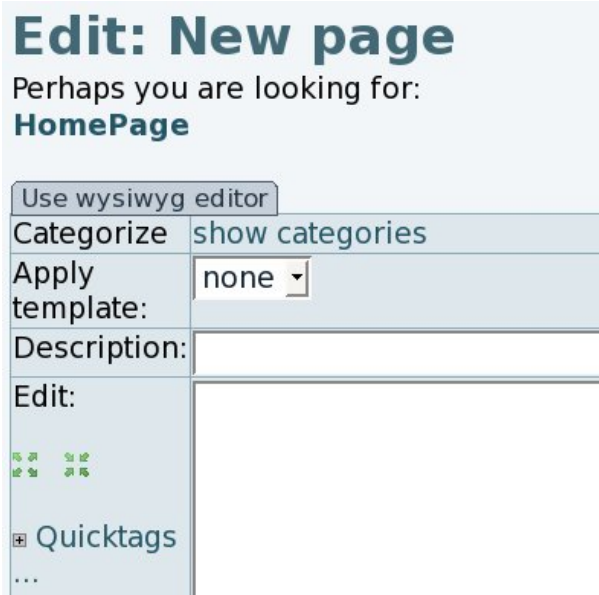 Edit: New page
Perhaps you are looking for:
HomePage
Use wysiwyg editor
Categorize show categories
Apply
template: none
Description:
Edit:
Quicktags
...